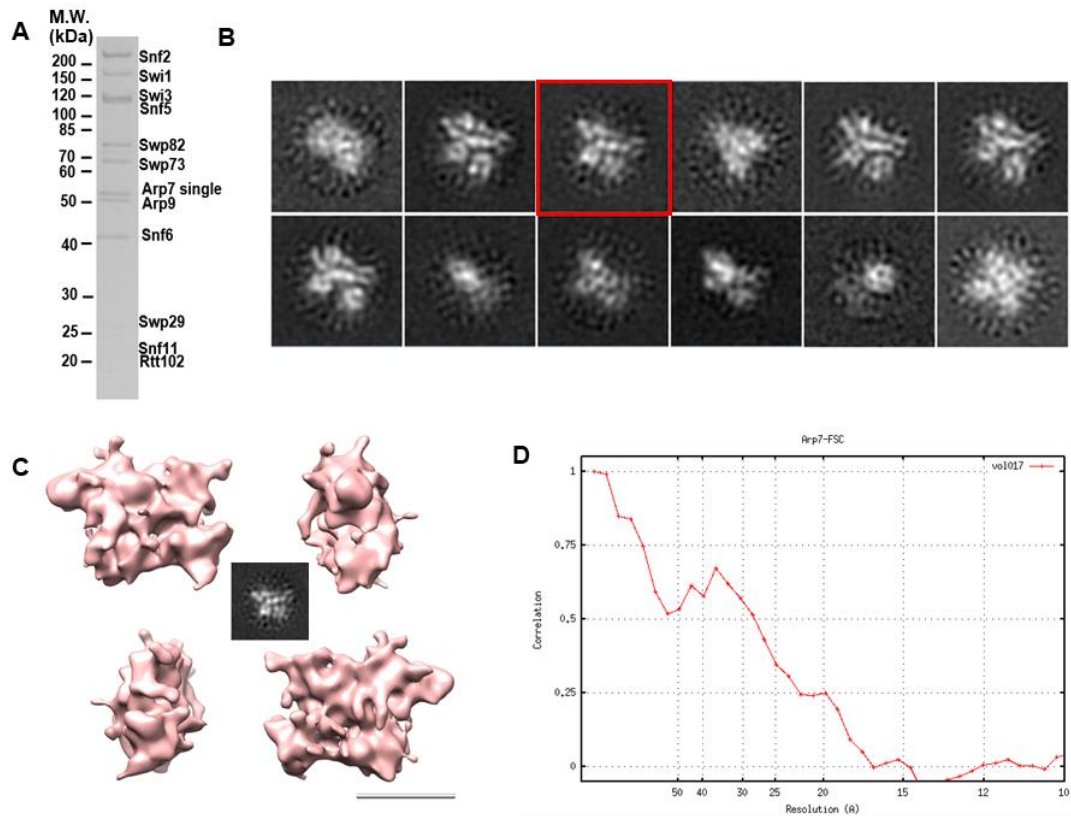 A
M.W.
(kDa)
200
150
120
100
85
70
60
50
40
30
25
20
Snf2
Swi1
Swi3
Snf5
Swp82
Swp73
Arp7 single
Arp9
Snf6
Swp29
Snf11
Rtt102
B
C
D
Arp7-FSC
vol017
1
0.75
0.5
0.25
0
Correlation
50 40 30 25 20 15 12 10
Resolution (A)